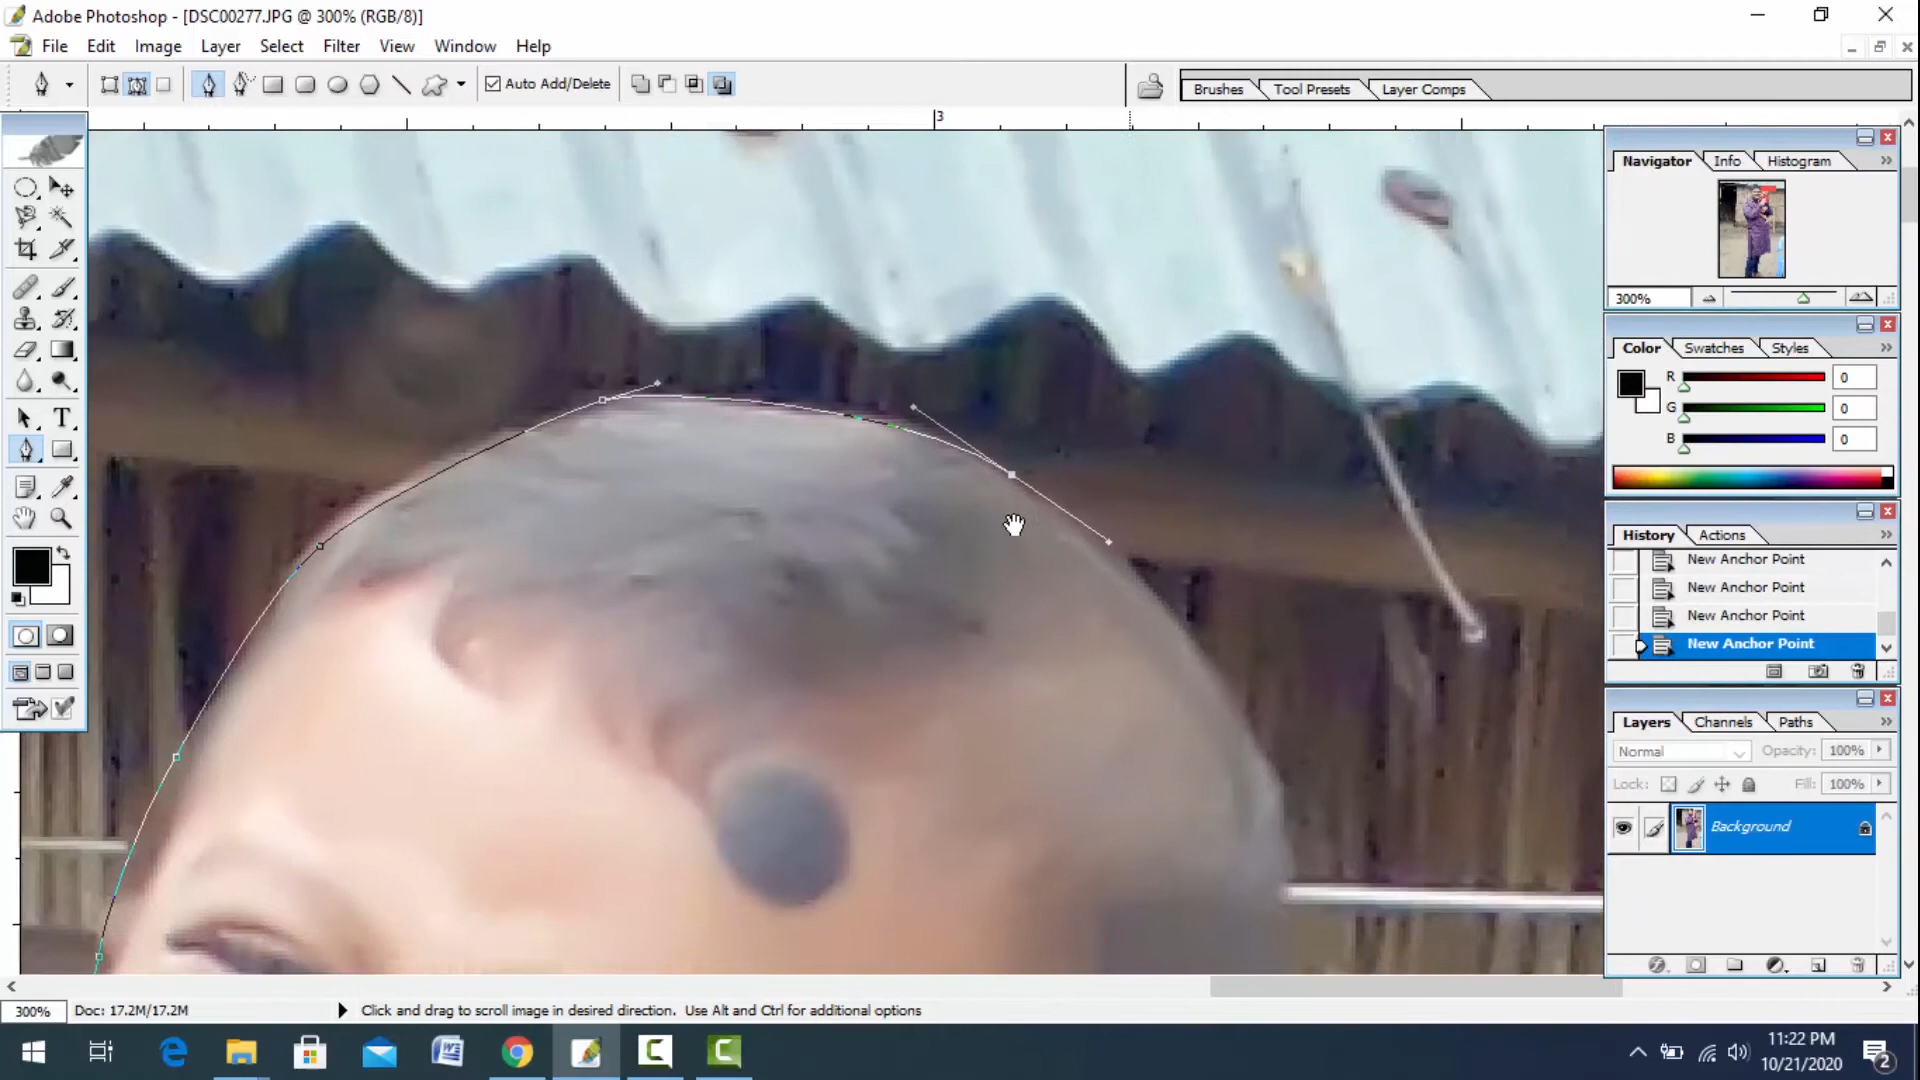 Adobe Photoshop - [DSC00277.JPG @ 300% (RGB/8)]
File Edit Image Layer Select Filter View Window Help
Auto Add/Delete
Brushes Tool Presets Layer Comps
3
Navigator Info Histogram
300%
Color Swatches Styles
R 0
G 0
B 0
History Actions
New Anchor Point
New Anchor Point
New Anchor Point
New Anchor Point
Layers Channels Paths
Normal Opacity: 100%
Lock: Fill: 100%
Background
300% Doc: 17.2M/17.2M Click and drag to scroll image in desired direction. Use Alt and Ctrl for additional options
11:22 PM
10/21/2020
2